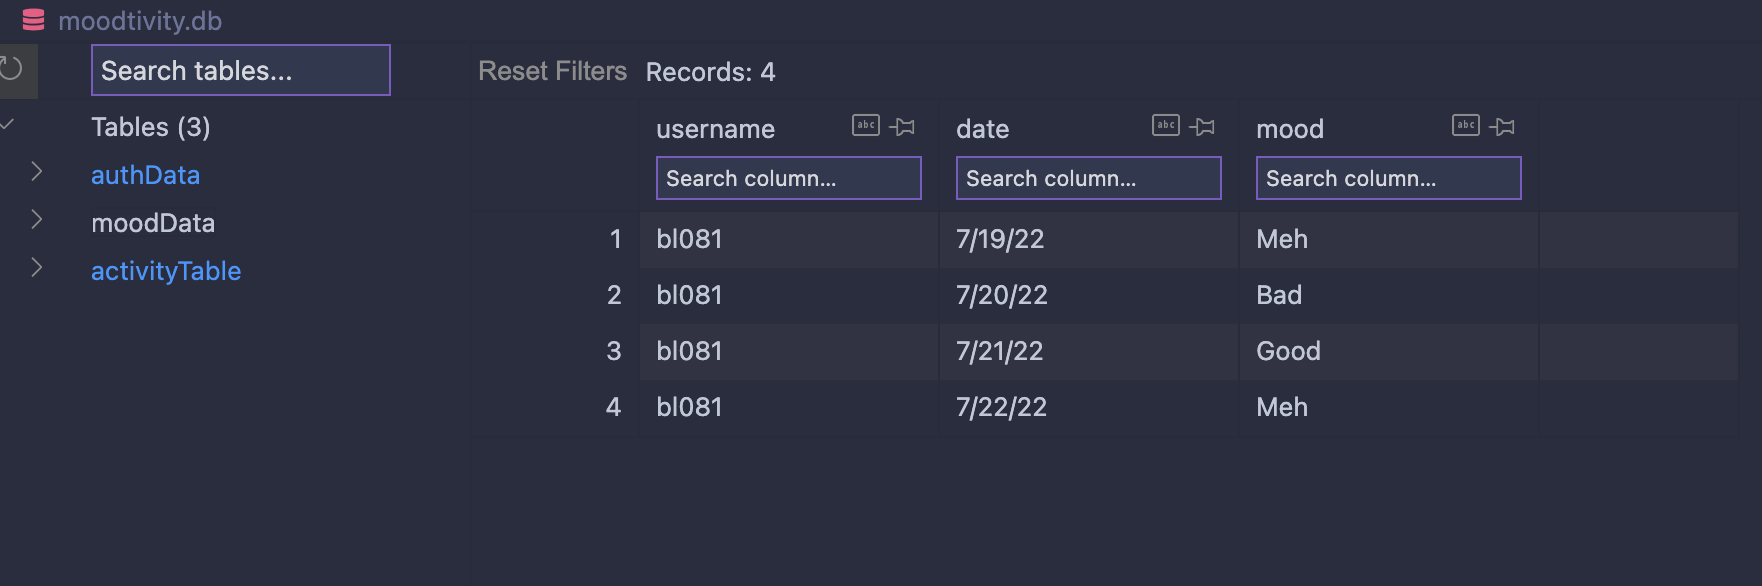 moodtivity.db
Search tables...
Reset Filters Records: 4
Tables (3)
authData
moodData
activityTable
username abc date abc mood abc
Search column... Search column... Search column...
1 bl081 7/19/22 Meh
2 bl081 7/20/22 Bad
3 bl081 7/21/22 Good
4 bl081 7/22/22 Meh